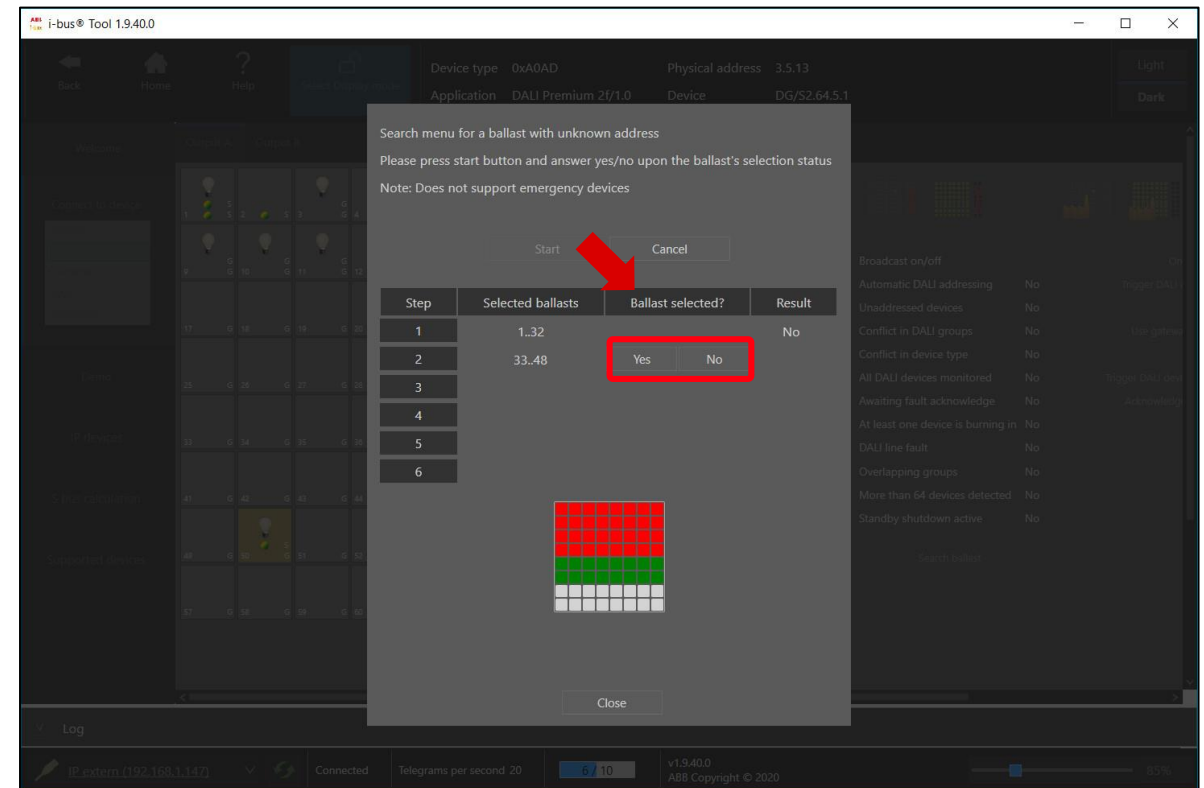 ABB i-bus® Tool 1.9.40.0
Back
Home
Help
Device type 0xA0AD
Application DALI Premium 2f/1.0
Physical address 3.5.13
Device DG/S2.64.5.1
Light
Dark
Welcome
Search menu for a ballast with unknown address
Please press start button and answer yes/no upon the ballast's selection status
Note: Does not support emergency devices
Start Cancel
Step Selected ballasts Ballast selected? Result
1 1..32 No
2 33..48 Yes No
3
4
5
6
Close
Broadcast on/off
Automatic DALI addressing No
Unaddressed devices No
Conflict in DALI groups No
Conflict in device type No
All DALI devices monitored No
Awaiting fault acknowledge No
At least one device is burning in No
DALI line fault No
Overlapping groups No
More than 64 devices detected No
Standby shutdown active No
Search ballast
Log
IP extern (192.168.1.147)
Connected
Telegrams per second 20
6 / 10
v1.9.40.0
ABB Copyright © 2020
85%